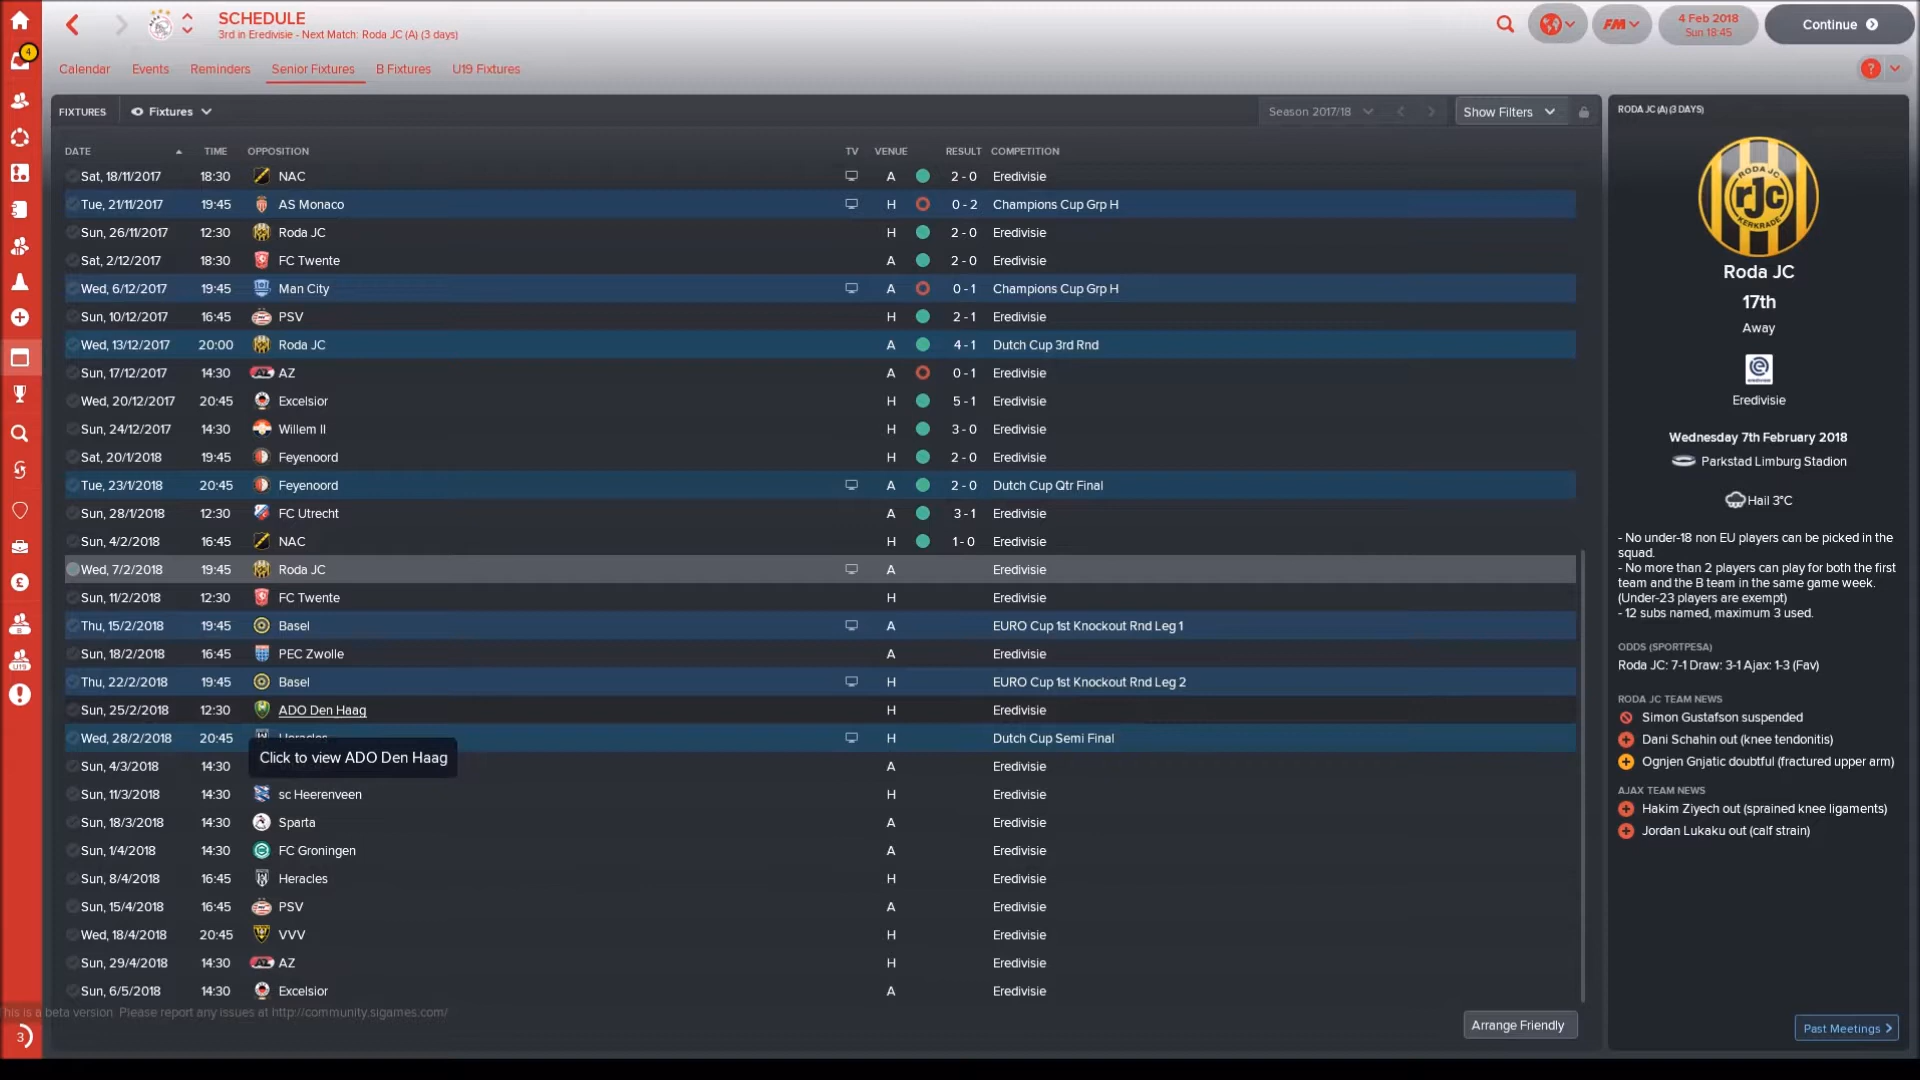 4
SCHEDULE
3rd in Eredivisie - Next Match: Roda JC (A) (3 days)
FM
4 Feb 2018
Sun 18:45
Continue
Calendar Events Reminders Senior Fixtures B Fixtures U19 Fixtures
?
FIXTURES Fixtures Season 2017/18 Show Filters
DATE TIME OPPOSITION TV VENUE RESULT COMPETITION
Sat, 18/11/2017 18:30 NAC A 2 - 0 Eredivisie
Tue, 21/11/2017 19:45 AS Monaco H 0 - 2 Champions Cup Grp H
Sun, 26/11/2017 12:30 Roda JC H 2 - 0 Eredivisie
Sat, 2/12/2017 18:30 FC Twente A 2 - 0 Eredivisie
Wed, 6/12/2017 19:45 Man City A 0 - 1 Champions Cup Grp H
Sun, 10/12/2017 16:45 PSV H 2 - 1 Eredivisie
Wed, 13/12/2017 20:00 Roda JC A 4 - 1 Dutch Cup 3rd Rnd
Sun, 17/12/2017 14:30 AZ A 0 - 1 Eredivisie
Wed, 20/12/2017 20:45 Excelsior H 5 - 1 Eredivisie
Sun, 24/12/2017 14:30 Willem II H 3 - 0 Eredivisie
Sat, 20/1/2018 19:45 Feyenoord H 2 - 0 Eredivisie
Tue, 23/1/2018 20:45 Feyenoord A 2 - 0 Dutch Cup Qtr Final
Sun, 28/1/2018 12:30 FC Utrecht A 3 - 1 Eredivisie
Sun, 4/2/2018 16:45 NAC H 1 - 0 Eredivisie
Wed, 7/2/2018 19:45 Roda JC A Eredivisie
Sun, 11/2/2018 12:30 FC Twente H Eredivisie
Thu, 15/2/2018 19:45 Basel A EURO Cup 1st Knockout Rnd Leg 1
Sun, 18/2/2018 16:45 PEC Zwolle A Eredivisie
Thu, 22/2/2018 19:45 Basel H EURO Cup 1st Knockout Rnd Leg 2
Sun, 25/2/2018 12:30 ADO Den Haag H Eredivisie
Wed, 28/2/2018 20:45 Heracles H Dutch Cup Semi Final
Click to view ADO Den Haag
Sun, 4/3/2018 14:30 A Eredivisie
Sun, 11/3/2018 14:30 sc Heerenveen H Eredivisie
Sun, 18/3/2018 14:30 Sparta A Eredivisie
Sun, 1/4/2018 14:30 FC Groningen A Eredivisie
Sun, 8/4/2018 16:45 Heracles H Eredivisie
Sun, 15/4/2018 16:45 PSV A Eredivisie
Wed, 18/4/2018 20:45 VVV H Eredivisie
Sun, 29/4/2018 14:30 AZ H Eredivisie
Sun, 6/5/2018 14:30 Excelsior A Eredivisie
This is a beta version. Please report any issues at http://community.sigames.com/
Arrange Friendly
B
U19
3
RODA JC (A) (3 DAYS)
RODA JC
rJC
KERKRADE
Roda JC
17th
Away
Eredivisie
Wednesday 7th February 2018
Parkstad Limburg Stadion
Hail 3°C
- No under-18 non EU players can be picked in the
squad.
- No more than 2 players can play for both the first
team and the B team in the same game week.
(Under-23 players are exempt)
- 12 subs named, maximum 3 used.
ODDS (SPORTPESA)
Roda JC: 7-1 Draw: 3-1 Ajax: 1-3 (Fav)
RODA JC TEAM NEWS
Simon Gustafson suspended
Dani Schahin out (knee tendonitis)
Ognjen Gnjatic doubtful (fractured upper arm)
AJAX TEAM NEWS
Hakim Ziyech out (sprained knee ligaments)
Jordan Lukaku out (calf strain)
Past Meetings